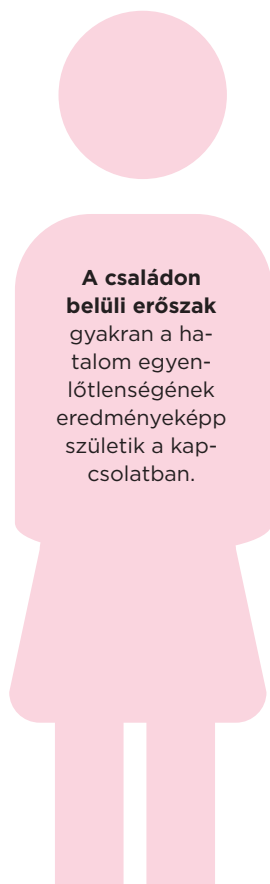 A családon
belüli erőszak
gyakran a ha-
talom egyen-
lőtlenségének
eredményeképp
születik a kap-
csolatban.